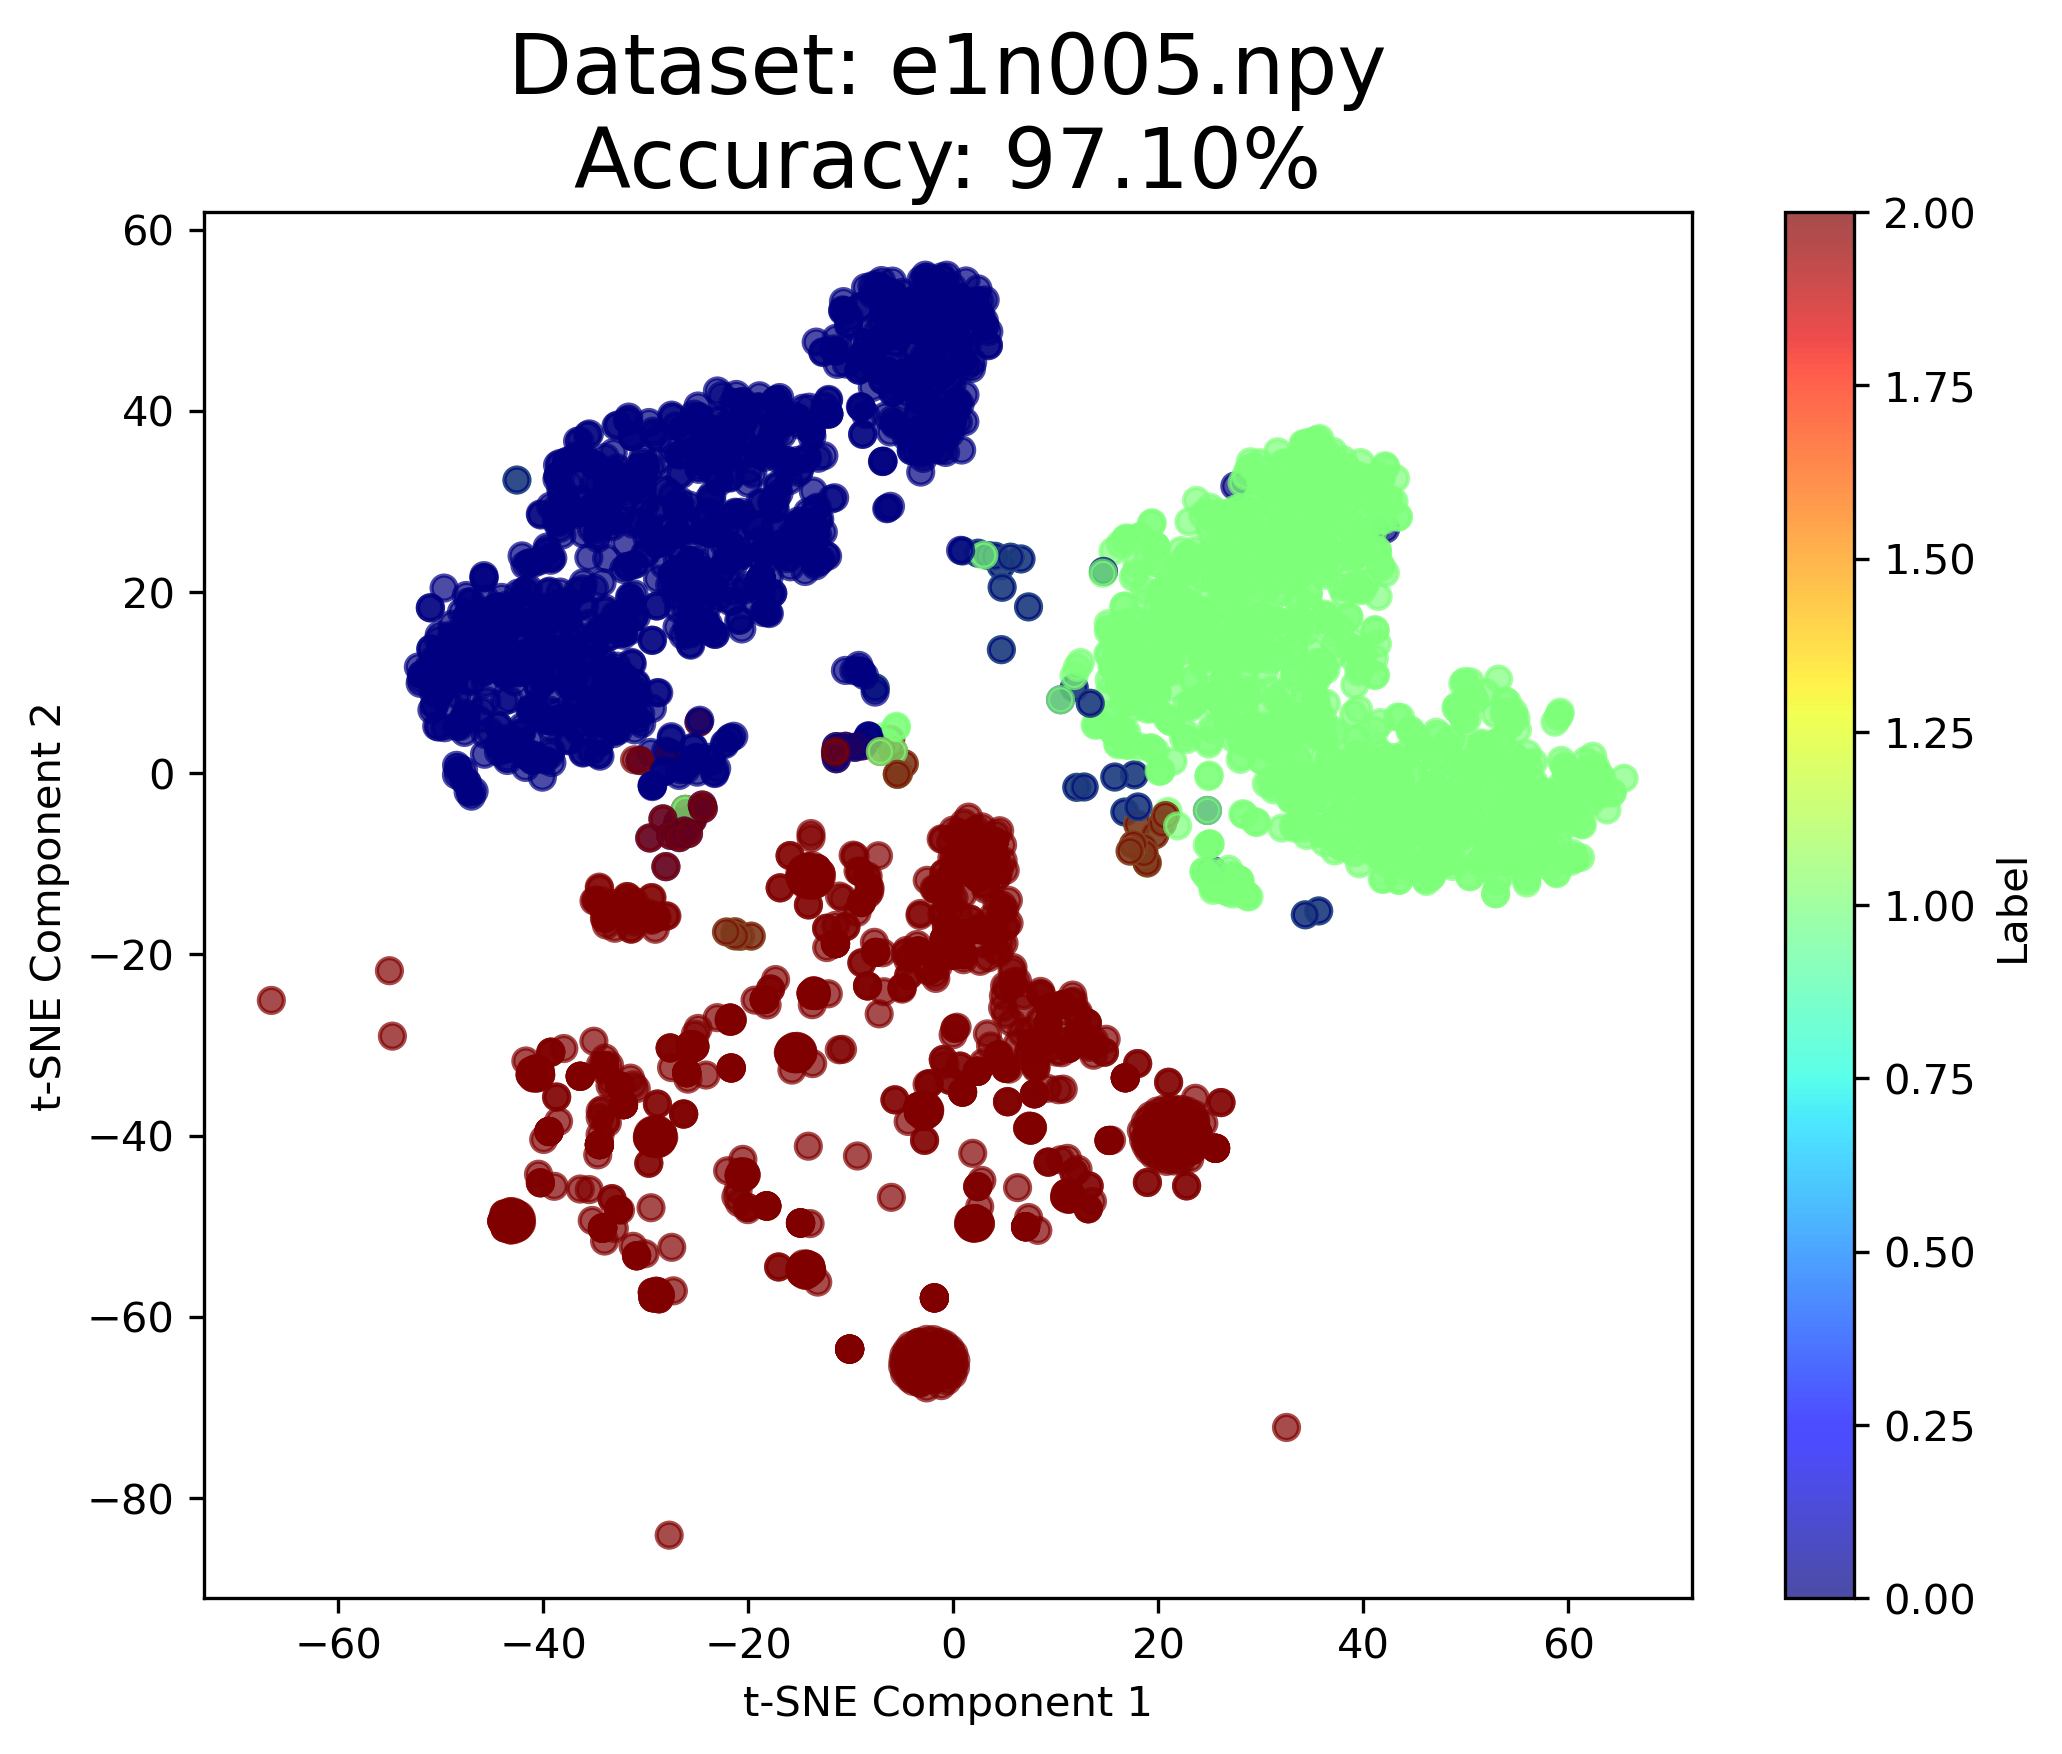 Dataset: e1n005.npy
Accuracy: 97.10%
60
40
20
0
−20
−40
−60
−80
t-SNE Component 2
−60 −40 −20 0 20 40 60
t-SNE Component 1
2.00
1.75
1.50
1.25
1.00
0.75
0.50
0.25
0.00
Label